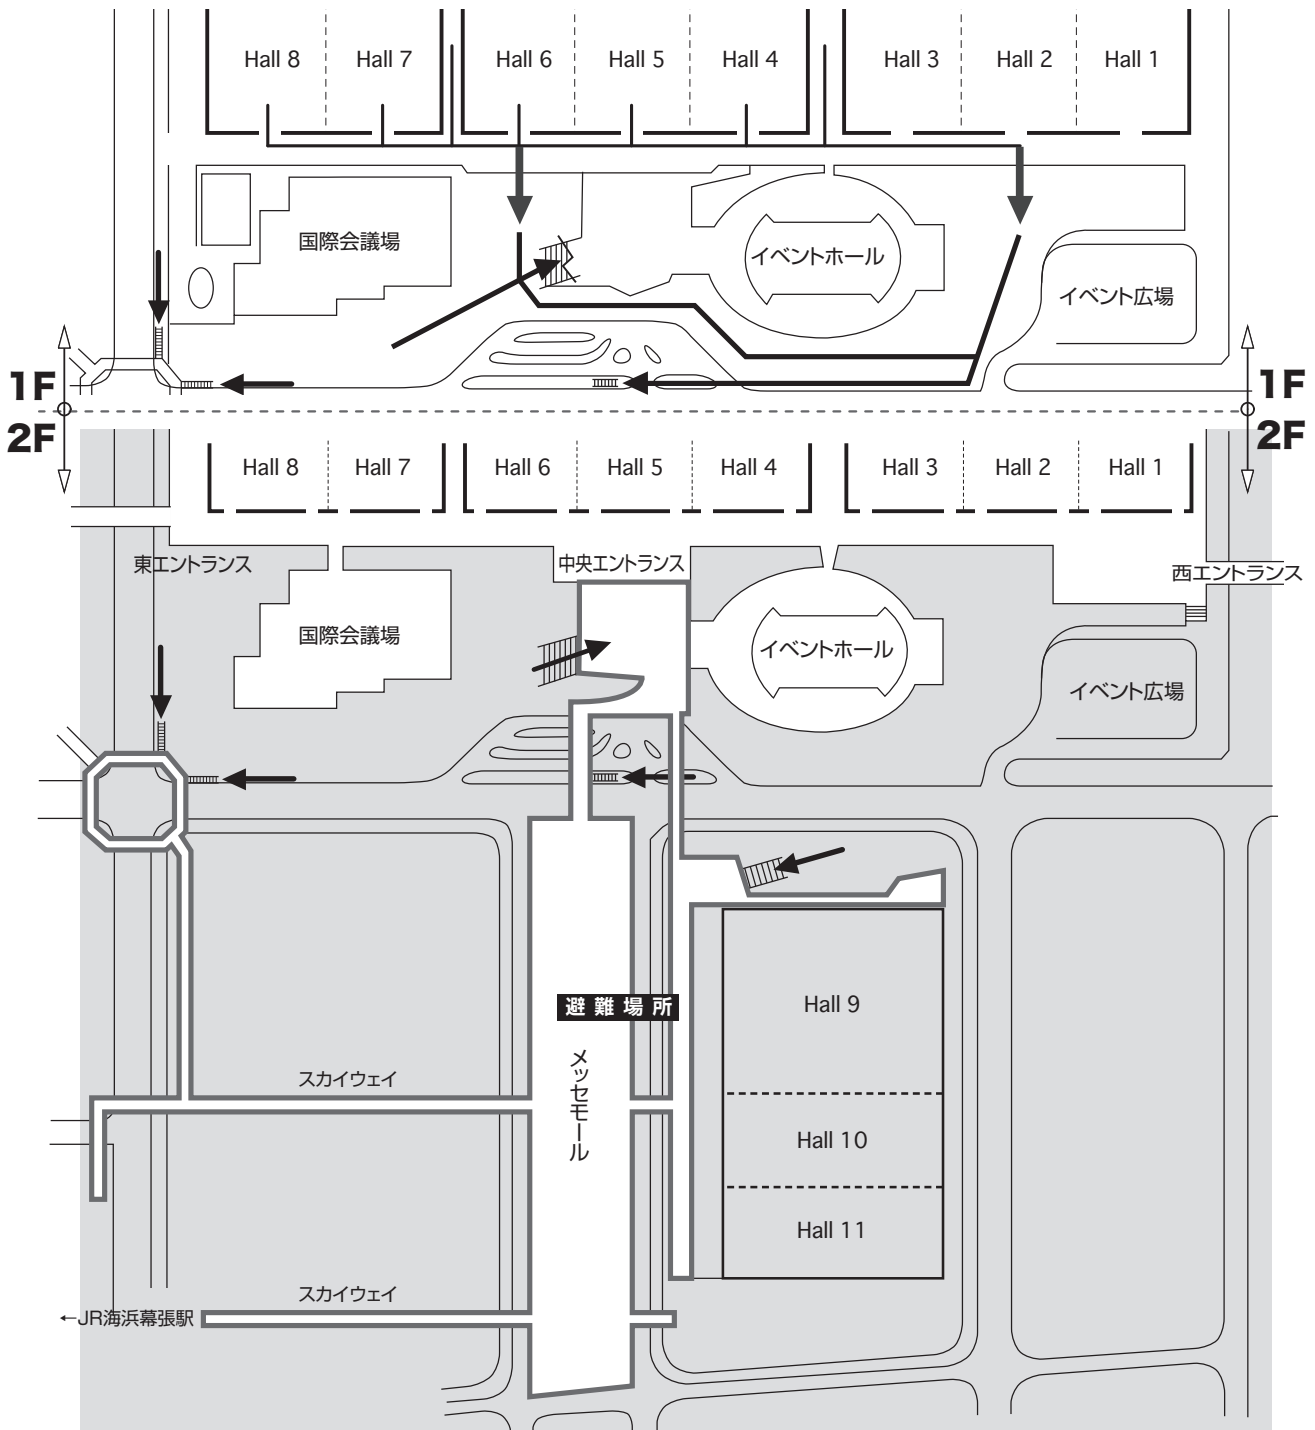 Hall 8
Hall 7
Hall 6
Hall 5
Hall 4
Hall 3
Hall 2
Hall 1
国際会議場
イベントホール
イベント広場
1F
1F
2F
2F
Hall 8
Hall 7
Hall 6
Hall 5
Hall 4
Hall 3
Hall 2
Hall 1
東エントランス
中央エントランス
西エントランス
国際会議場
イベントホール
イベント広場
避難場所
Hall 9
メッセモール
スカイウェイ
Hall 10
Hall 11
スカイウェイ
←JR海浜幕張駅